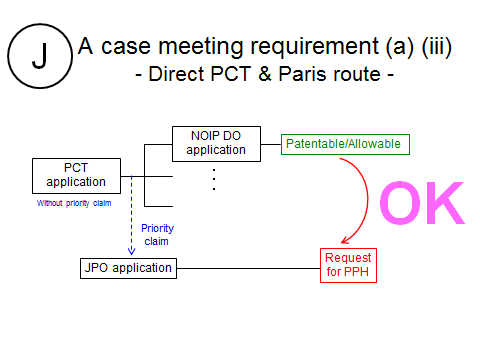 J
A case meeting requirement (a) (iii)
- Direct PCT & Paris route -
NOIP DO
application
Patentable/Allowable
PCT
application
Without priority claim
OK
Priority
claim
JPO application
Request
for PPH